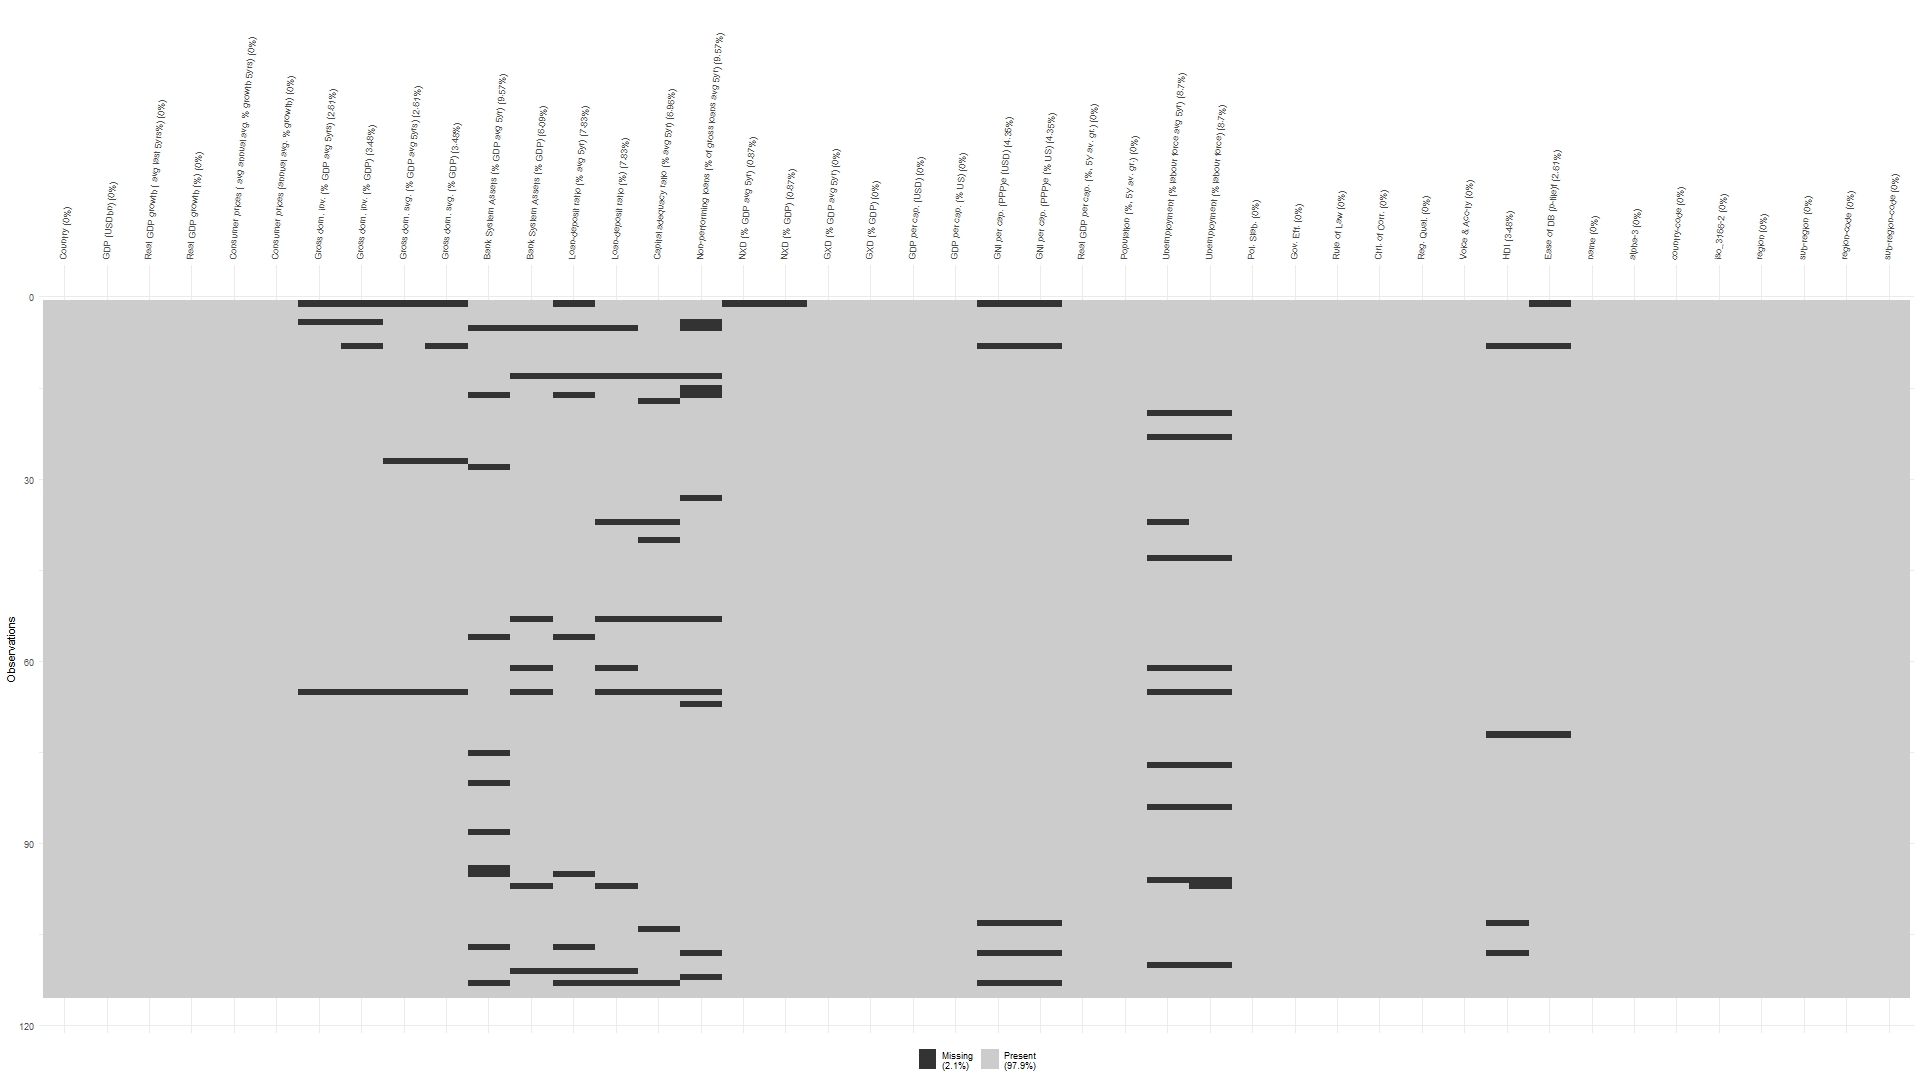 Country (0%)
GDP (USDbn) (0%)
Real GDP growth ( avg last 5yrs%) (0%)
Real GDP growth (%) (0%)
Consumer prices ( avg annual avg. % growth 5yrs) (0%)
Consumer prices (annual avg. % growth) (0%)
Gross dom. inv. (% GDP avg 5yrs) (2.61%)
Gross dom. inv. (% GDP) (3.48%)
Gross dom. svg. (% GDP avg 5yrs) (2.61%)
Gross dom. svg. (% GDP) (3.48%)
Bank System Assets (% GDP avg 5yr) (9.57%)
Bank System Assets (% GDP) (6.09%)
Loan-deposit ratio (% avg 5yr) (7.83%)
Loan-deposit ratio (%) (7.83%)
Capital adequacy ratio (% avg 5yr) (6.96%)
Non-performing loans (% of gross loans avg 5yr) (9.57%)
NXD (% GDP avg 5yr) (0.87%)
NXD (% GDP) (0.87%)
GXD (% GDP avg 5yr) (0%)
GXD (% GDP) (0%)
GDP per cap. (USD) (0%)
GDP per cap. (% US) (0%)
GNI per cap. (PPP)e (USD) (4.35%)
GNI per cap. (PPP)e (% US) (4.35%)
Real GDP per cap. (%, 5Y av. gr.) (0%)
Population (%, 5Y av. gr.) (0%)
Unemployment (% labour force avg 5yr) (8.7%)
Unemployment (% labour force) (8.7%)
Pol. Stab. (0%)
Gov. Eff. (0%)
Rule of Law (0%)
Ctrl. of Corr. (0%)
Reg. Qual. (0%)
Voice & Acc-ty (0%)
HDI (3.48%)
Ease of DB (p-tile)f (2.61%)
name (0%)
alpha-3 (0%)
country-code (0%)
iso_3166-2 (0%)
region (0%)
sub-region (0%)
region-code (0%)
sub-region-code (0%)
0
30
60
90
120
Observations
Missing
(2.1%)
Present
(97.9%)